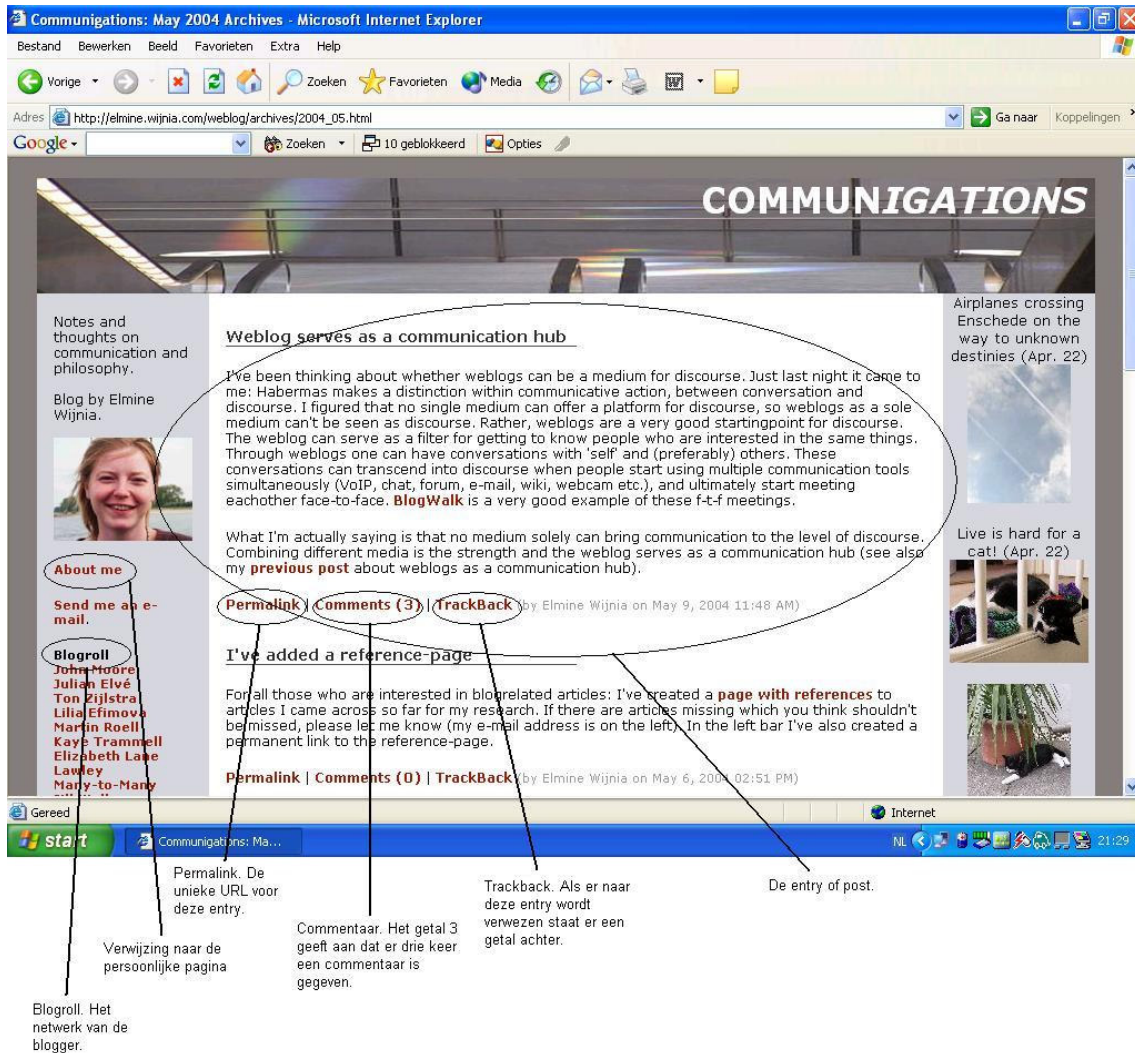 Communigations: May 2004 Archives - Microsoft Internet Explorer
Bestand Bewerken Beeld Favorieten Extra Help
Vorige Zoeken Favorieten Media
Adres http://elmine.wijnia.com/weblog/archives/2004_05.html Ga naar Koppelingen
Google Zoeken 10 geblokkeerd Opties
COMMUNIGATIONS
Notes and
thoughts on
communication and
philosophy.
Blog by Elmine
Wijnia.
About me
Send me an e-
mail.
Blogroll
John Moore
Julian Elvé
Ton Zijlstra
Lilia Efimova
Martin Roell
Kaye Trammell
Elizabeth Lane
Lawley
Many-to-Many
Weblog serves as a communication hub
I've been thinking about whether weblogs can be a medium for discourse. Just last night it came to
me: Habermas makes a distinction within communicative action, between conversation and
discourse. I figured that no single medium can offer a platform for discourse, so weblogs as a sole
medium can't be seen as discourse. Rather, weblogs are a very good startingpoint for discourse.
The weblog can serve as a filter for getting to know people who are interested in the same things.
Through weblogs one can have conversations with 'self' and (preferably) others. These
conversations can transcend into discourse when people start using multiple communication tools
simultaneously (VoIP, chat, forum, e-mail, wiki, webcam etc.), and ultimately start meeting
eachother face-to-face. BlogWalk is a very good example of these f-t-f meetings.
What I'm actually saying is that no medium solely can bring communication to the level of discourse.
Combining different media is the strength and the weblog serves as a communication hub (see also
my previous post about weblogs as a communication hub).
Permalink | Comments (3) | TrackBack (by Elmine Wijnia on May 9, 2004 11:48 AM)
I've added a reference-page
For all those who are interested in blogrelated articles: I've created a page with references to
articles I came across so far for my research. If there are articles missing which you think shouldn't
be missed, please let me know (my e-mail address is on the left). In the left bar I've also created a
permanent link to the reference-page.
Permalink | Comments (0) | TrackBack (by Elmine Wijnia on May 6, 2004 02:51 PM)
Airplanes crossing
Enschede on the
way to unknown
destinies (Apr. 22)
Live is hard for a
cat! (Apr. 22)
Gereed Internet
start Communigations: Ma... NL 21:29
Permalink. De
unieke URL voor
deze entry.
Verwijzing naar de
persoonlijke pagina
Blogroll. Het
netwerk van de
blogger.
Commentaar. Het getal 3
geeft aan dat er drie keer
een commentaar is
gegeven.
Trackback. Als er naar
deze entry wordt
verwezen staat er een
getal achter.
De entry of post.